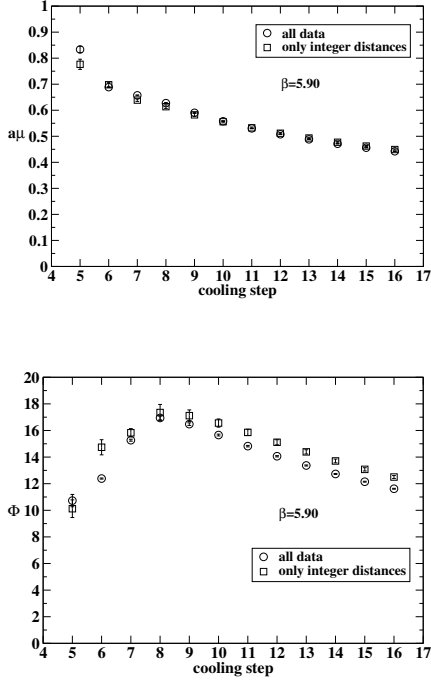 1
0.9
0.8
0.7
0.6
0.5
0.4
0.3
0.2
0.1
0
aμ
all data
only integer distances
β=5.90
4 5 6 7 8 9 10 11 12 13 14 15 16 17
cooling step
20
18
16
14
12
10
8
6
4
2
0
Φ
β=5.90
all data
only integer distances
4 5 6 7 8 9 10 11 12 13 14 15 16 17
cooling step